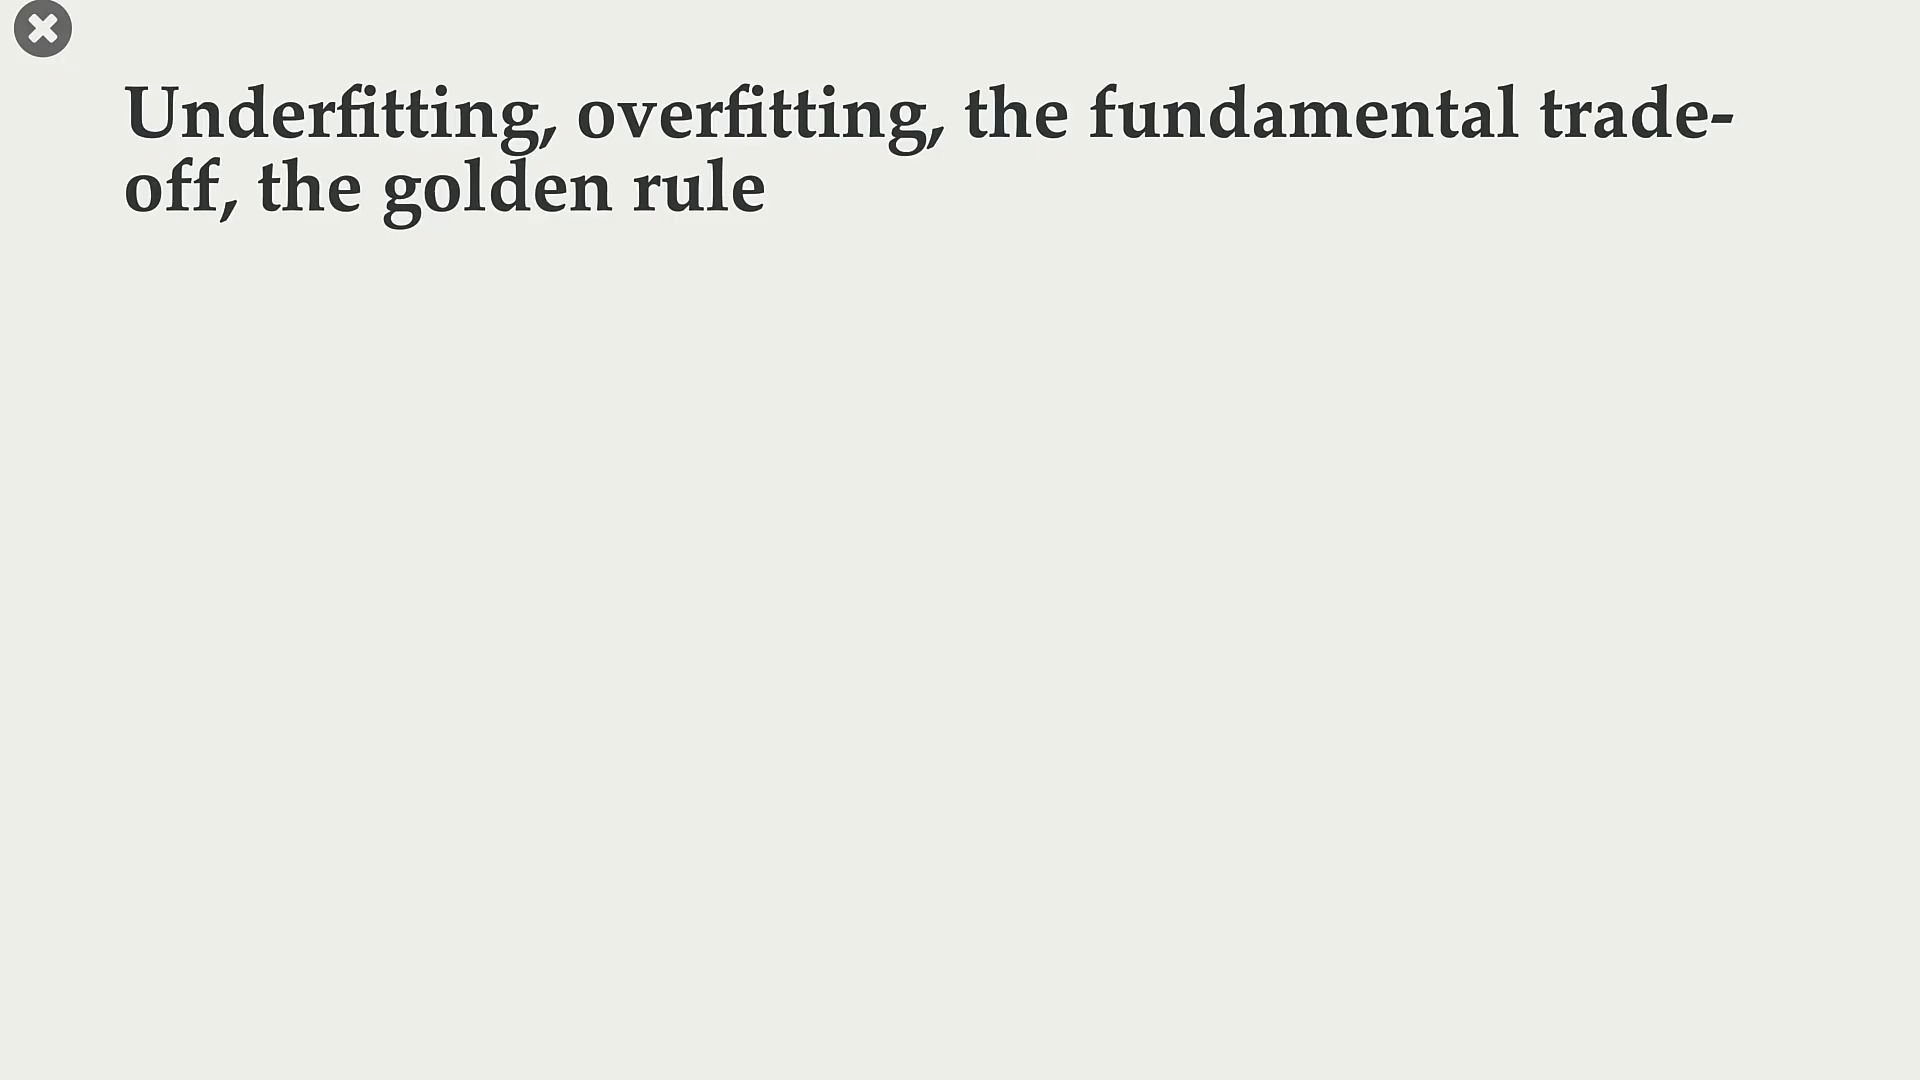 Underfitting, overfitting, the fundamental trade-
off, the golden rule